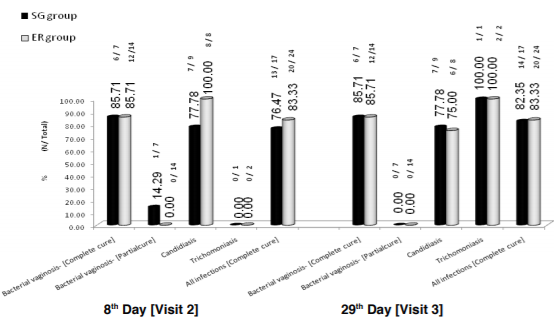 SG group
ER group
6 / 7
12/14
1 / 7
0 / 14
7 / 9
8 / 8
0 / 1
0 / 2
13 / 17
20 / 24
6 / 7
12/14
0 / 7
0 / 14
7 / 9
6 / 8
1 / 1
2 / 2
14 / 17
20 / 24
85.71
85.71
14.29
0.00
77.78
100.00
0.00
0.00
76.47
83.33
85.71
85.71
0.00
0.00
77.78
75.00
100.00
100.00
82.35
83.33
% (N/Total)
100.00
90.00
80.00
70.00
60.00
50.00
40.00
30.00
20.00
10.00
0.00
Bacterial vaginosis- [Complete cure]
Bacterial vaginosis- [Partialcure]
Candidiasis
Trichomoniasis
All infections [Complete cure]
Bacterial vaginosis- [Complete cure]
Bacterial vaginosis- [Partial cure]
Candidiasis
Trichomoniasis
All infections [Complete cure]
8th Day [Visit 2]
29th Day [Visit 3]